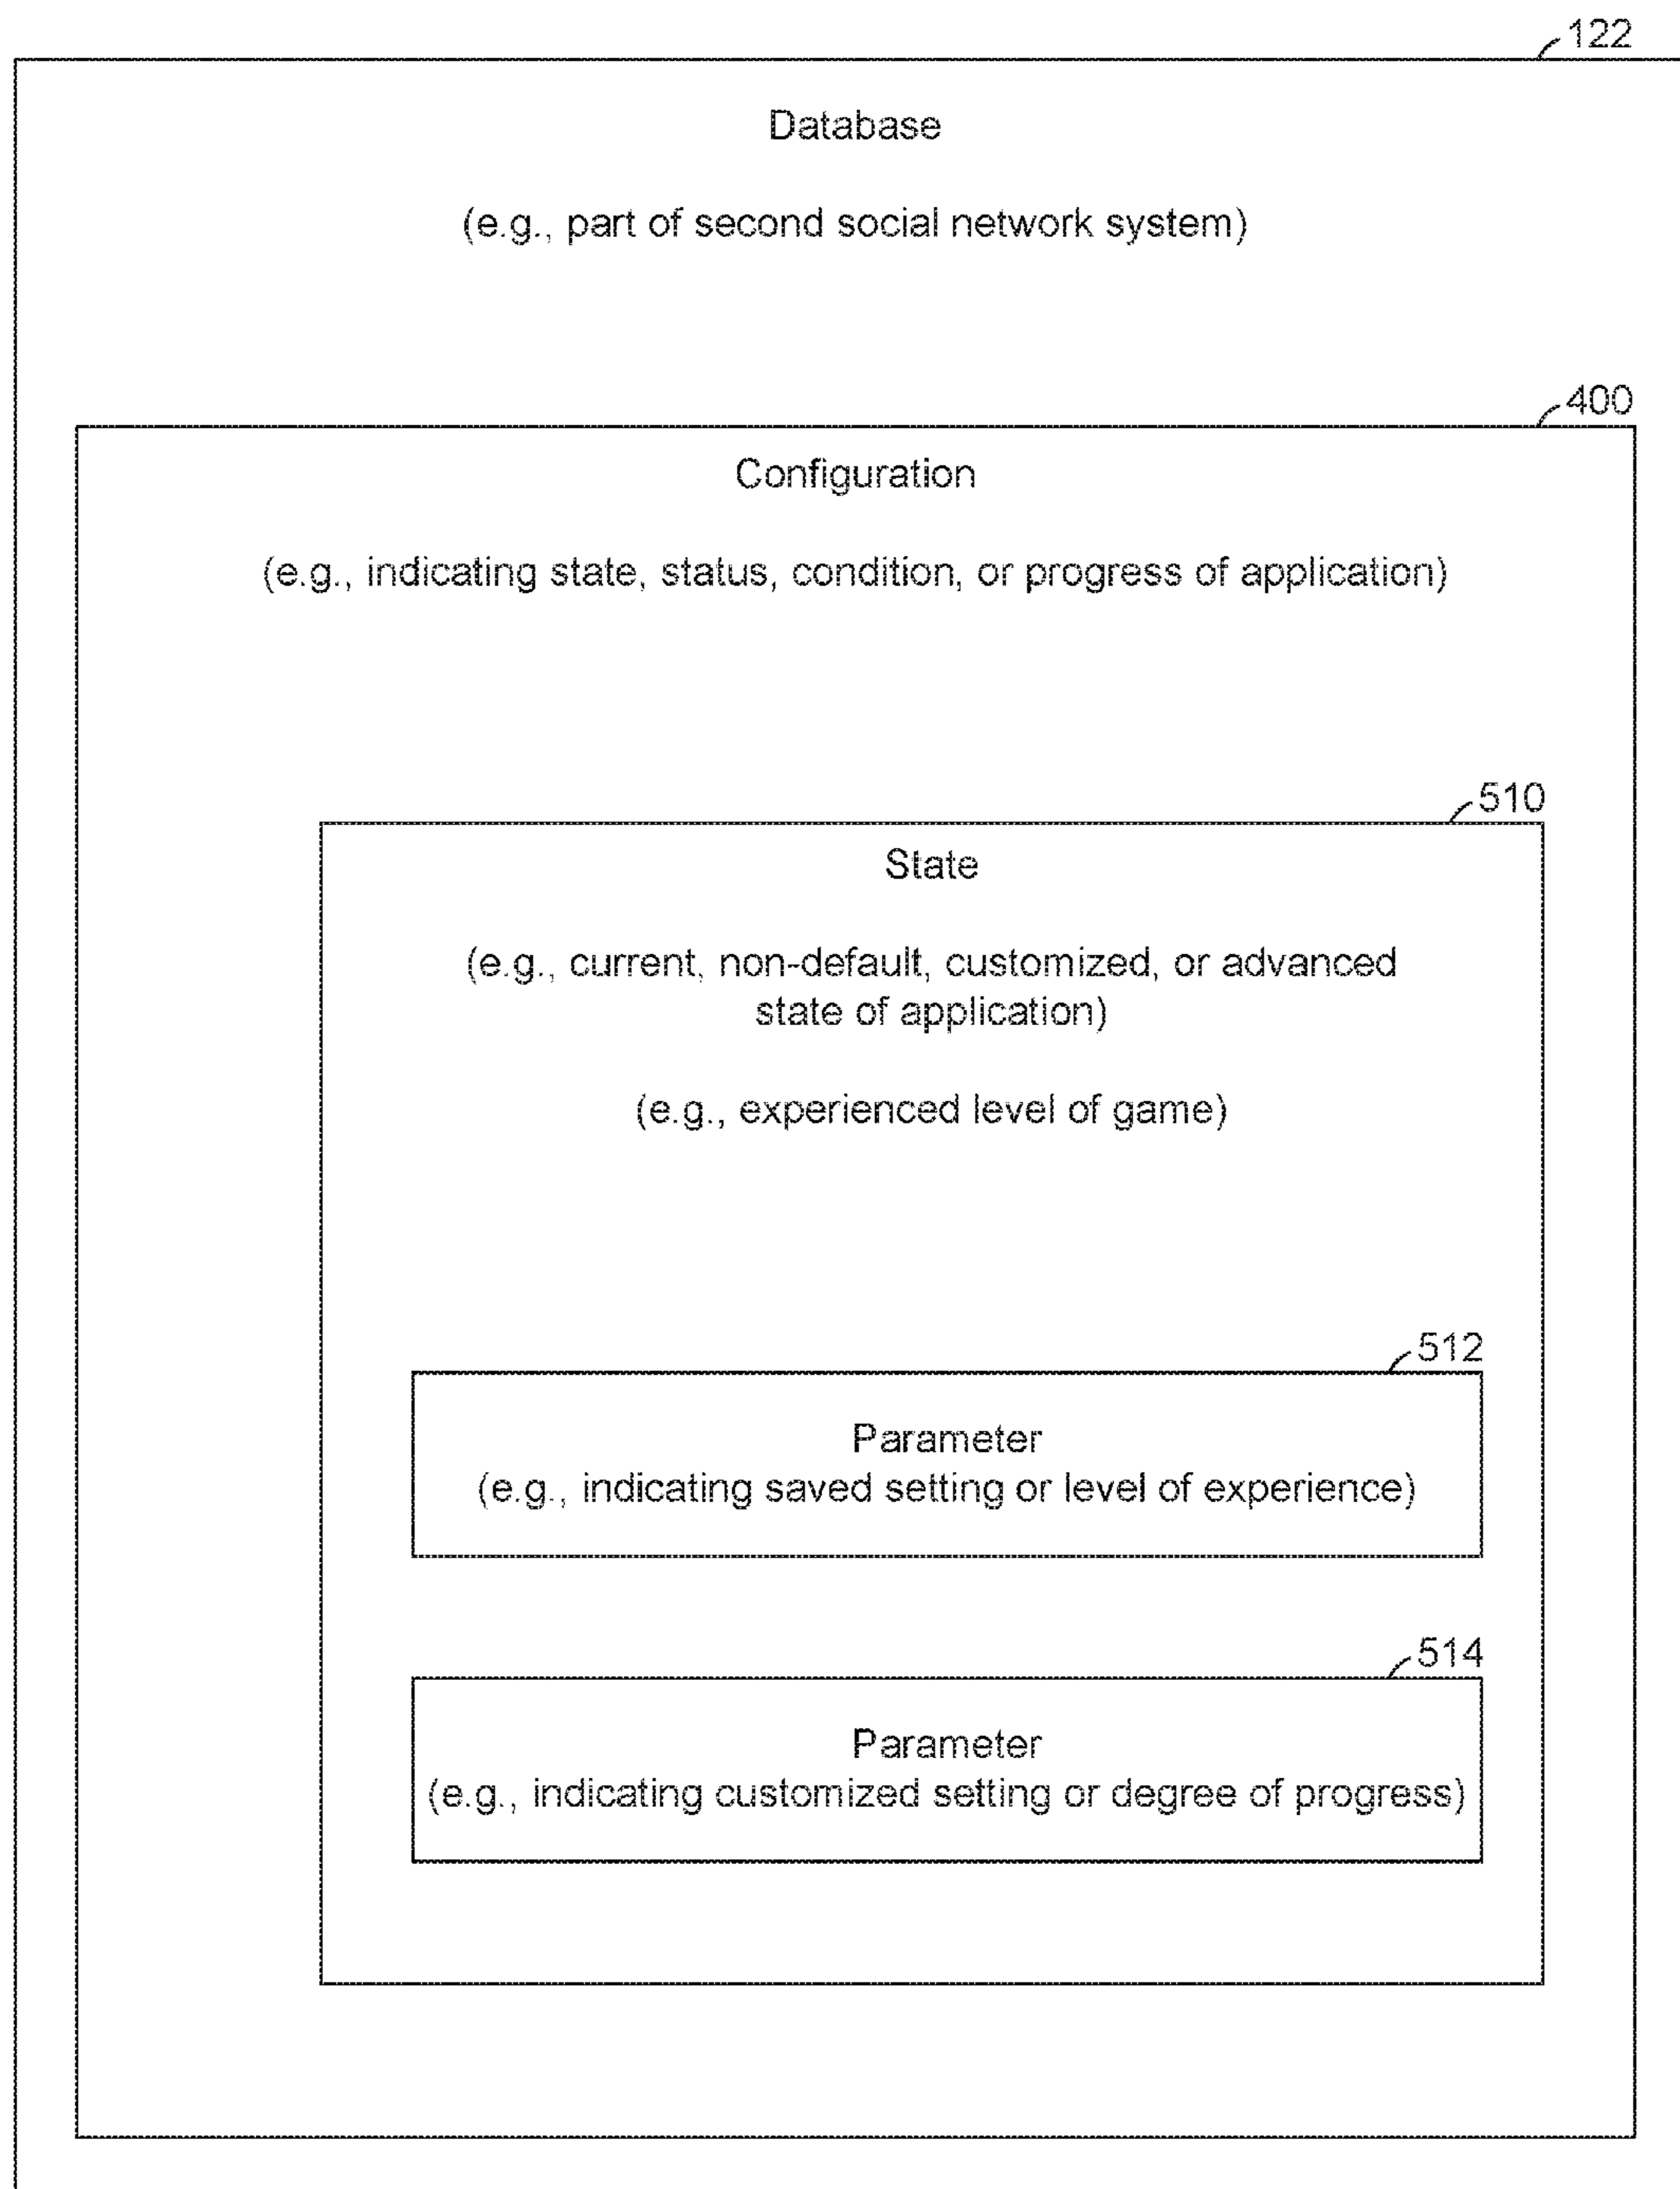 122
Database
(e.g., part of second social network system)
400
Configuration
(e.g., indicating state, status, condition, or progress of application)
510
State
(e.g., current, non-default, customized, or advanced
state of application)
(e.g., experienced level of game)
512
Parameter
(e.g., indicating saved setting or level of experience)
514
Parameter
(e.g., indicating customized setting or degree of progress)